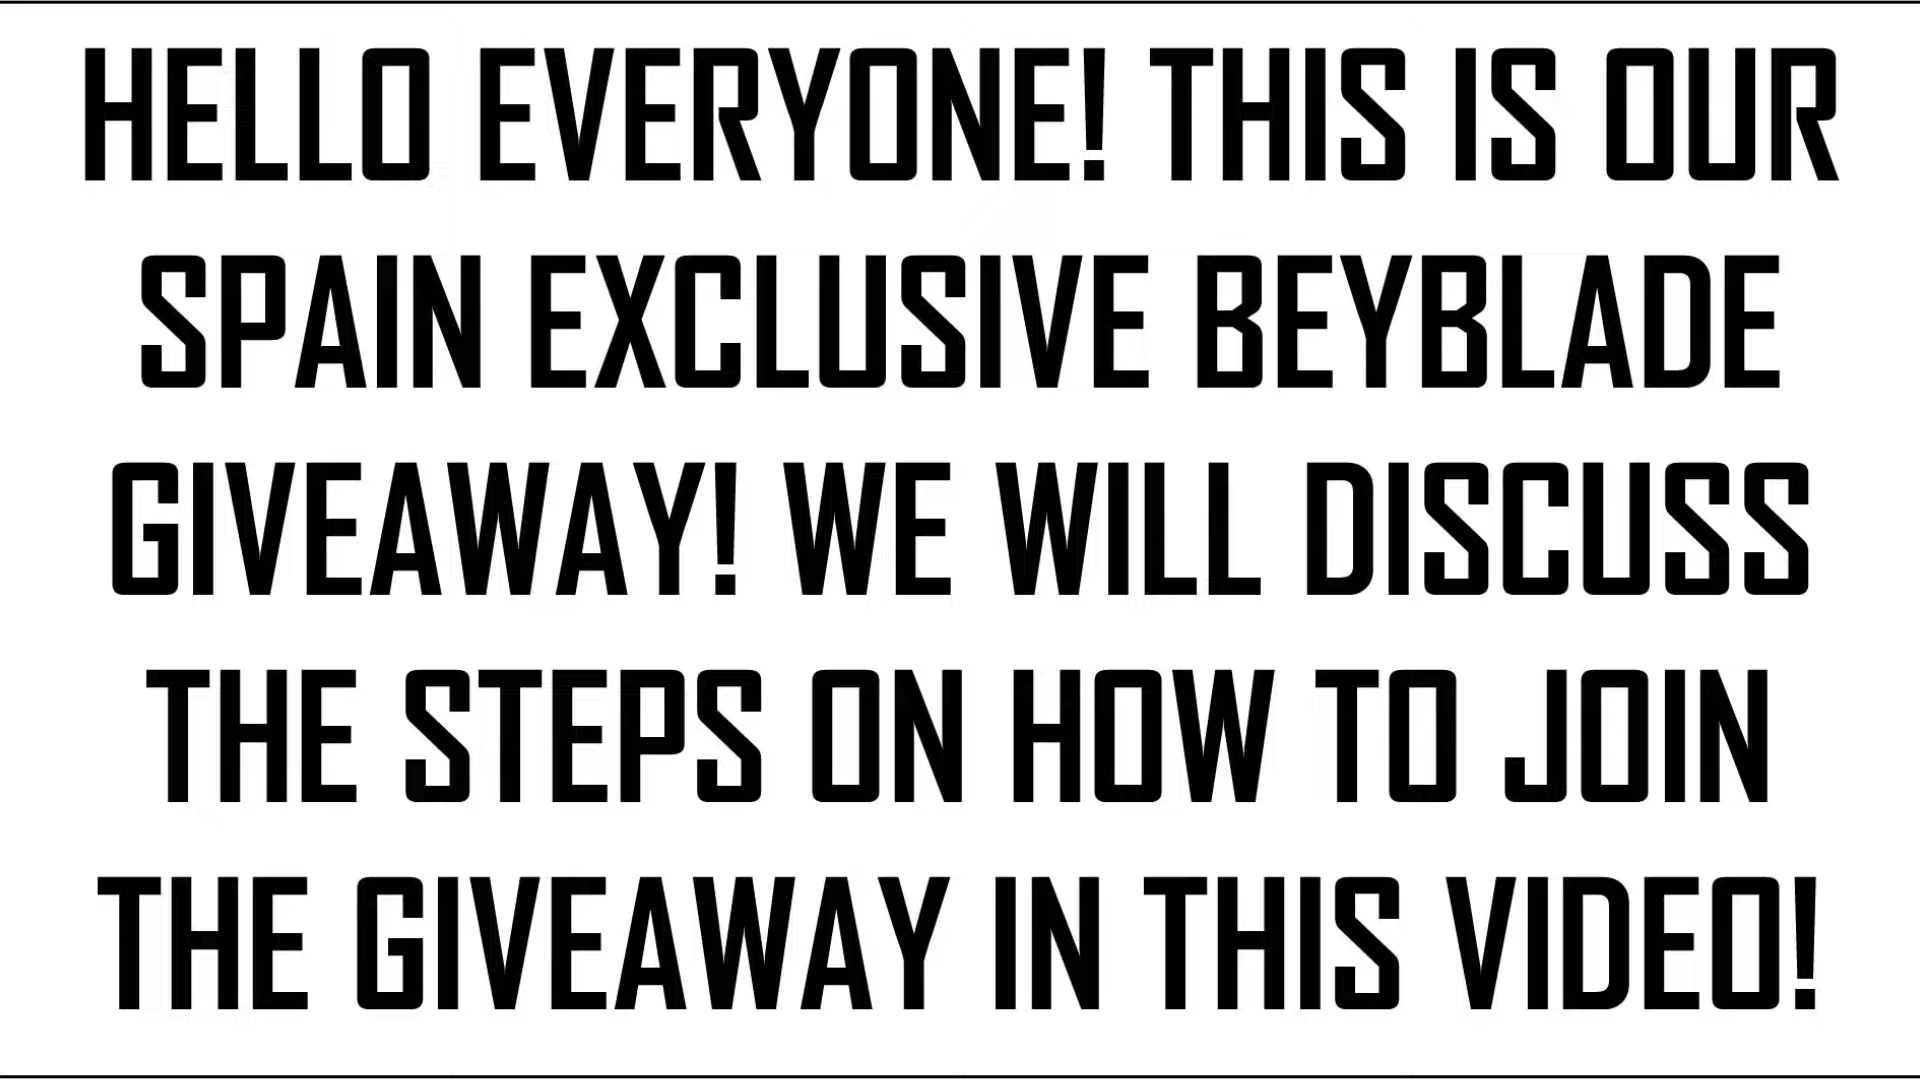 HELLO EVERYONE! THIS IS OUR
SPAIN EXCLUSIVE BEYBLADE
GIVEAWAY! WE WILL DISCUSS
THE STEPS ON HOW TO JOIN
THE GIVEAWAY IN THIS VIDEO!